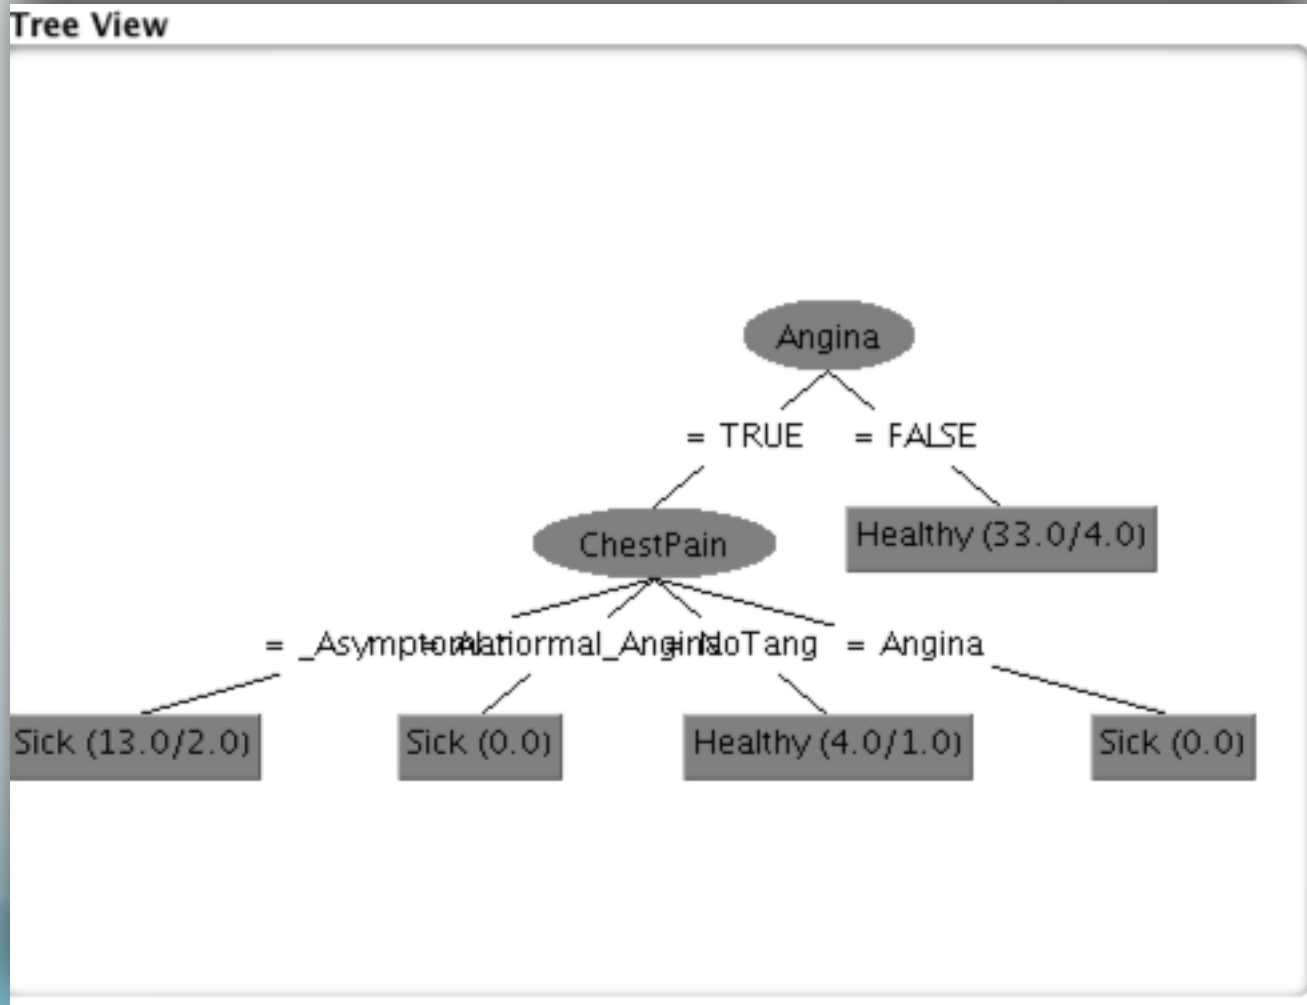 Tree View
Angina
= TRUE = FALSE
ChestPain
Healthy (33.0/4.0)
= Angina
Sick (13.0/2.0) Sick (0.0) Healthy (4.0/1.0) Sick (0.0)